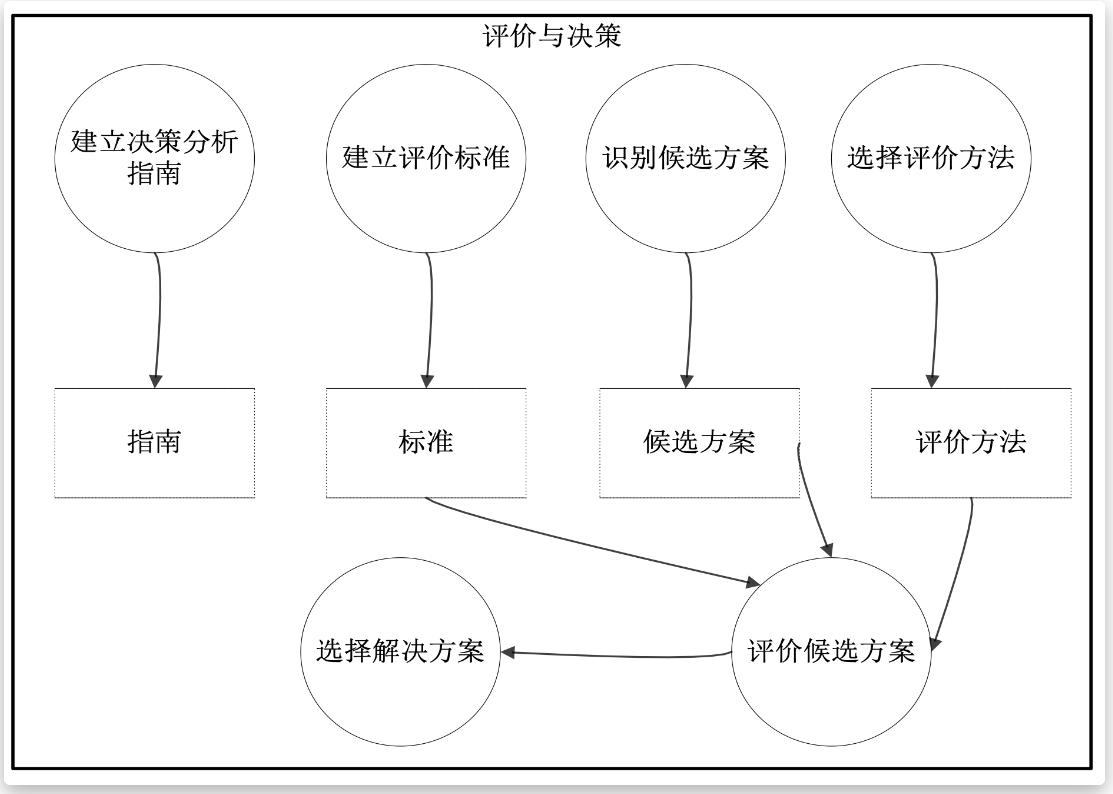 评价与决策
建立决策分析
指南
建立评价标准
识别候选方案
选择评价方法
指南
标准
候选方案
评价方法
选择解决方案
评价候选方案